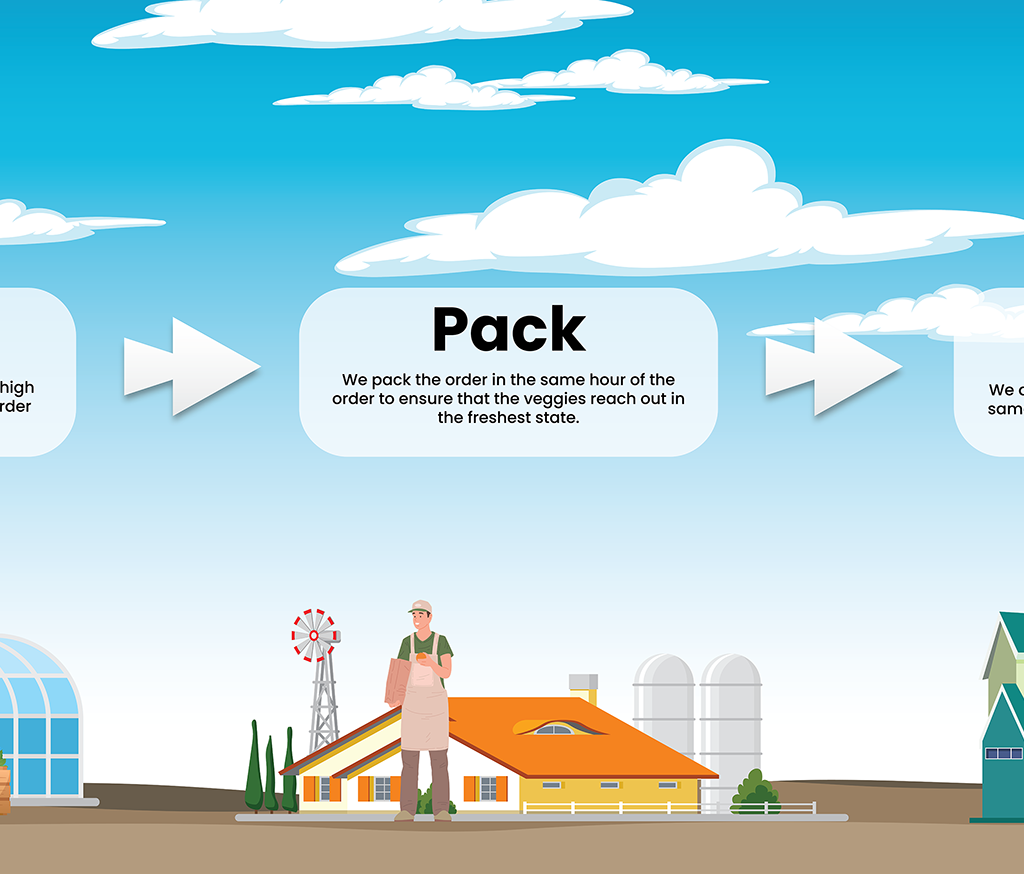 high
rder
Pack
We pack the order in the same hour of the
order to ensure that the veggies reach out in
the freshest state.
We
same